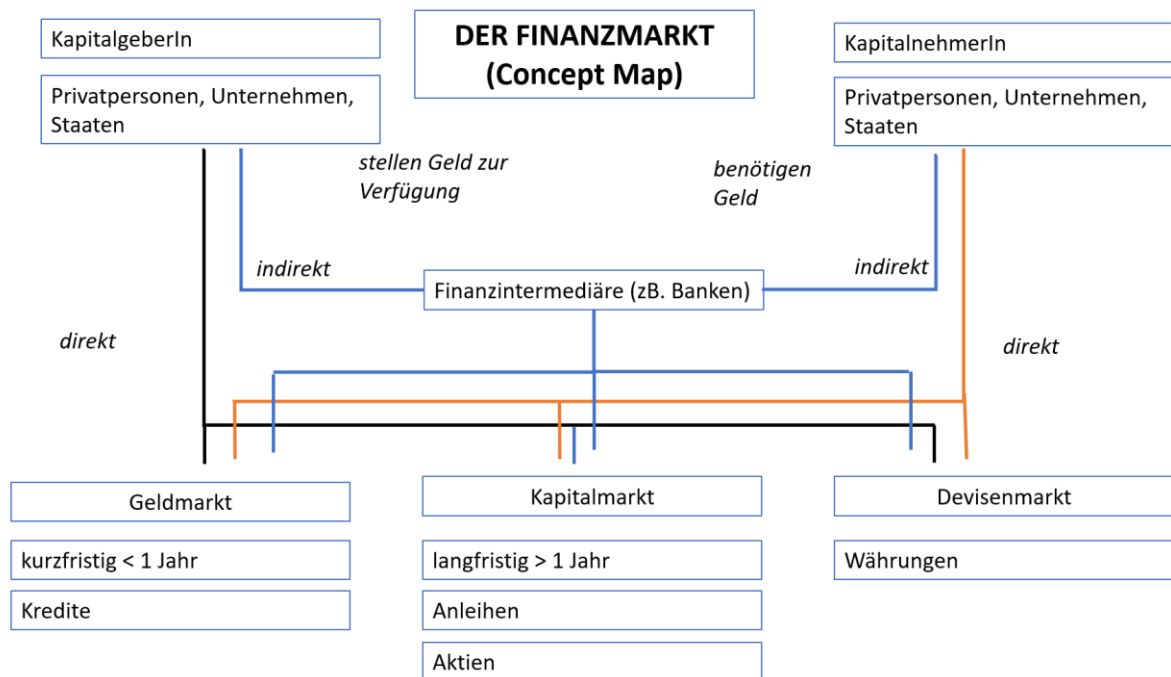 KapitalgeberIn
DER FINANZMARKT
(Concept Map)
KapitalnehmerIn
Privatpersonen, Unternehmen,
Staaten
Privatpersonen, Unternehmen,
Staaten
stellen Geld zur
Verfügung
benötigen
Geld
indirekt
Finanzintermediäre (zB. Banken)
indirekt
direkt
direkt
Geldmarkt
Kapitalmarkt
Devisenmarkt
kurzfristig < 1 Jahr
langfristig > 1 Jahr
Währungen
Kredite
Anleihen
Aktien